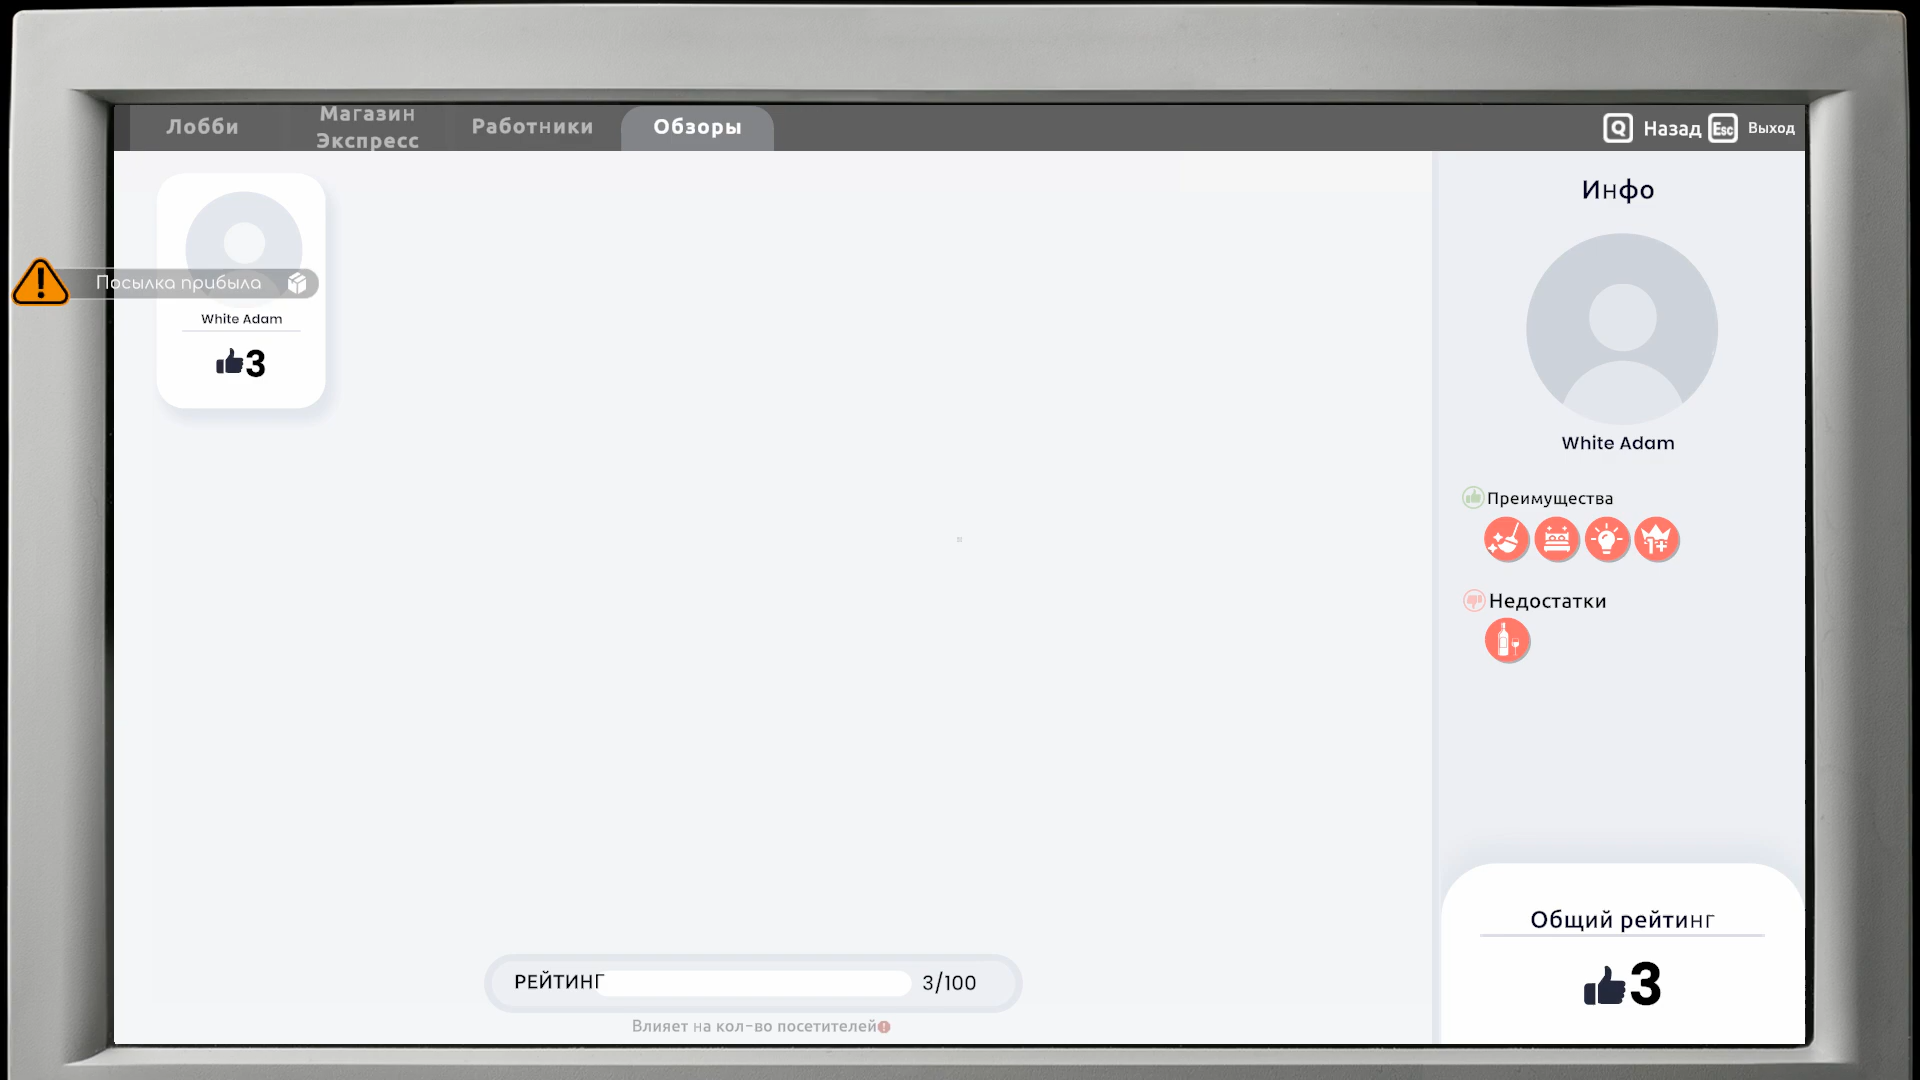 Лобби
Магазин
Экспресс
Работники
Обзоры
Q Назад Esc Выход
Посылка прибыла
White Adam
3
Инфо
White Adam
Преимущества
1+
Недостатки
Общий рейтинг
3
РЕЙТИНГ 3/100
Влияет на кол-во посетителей